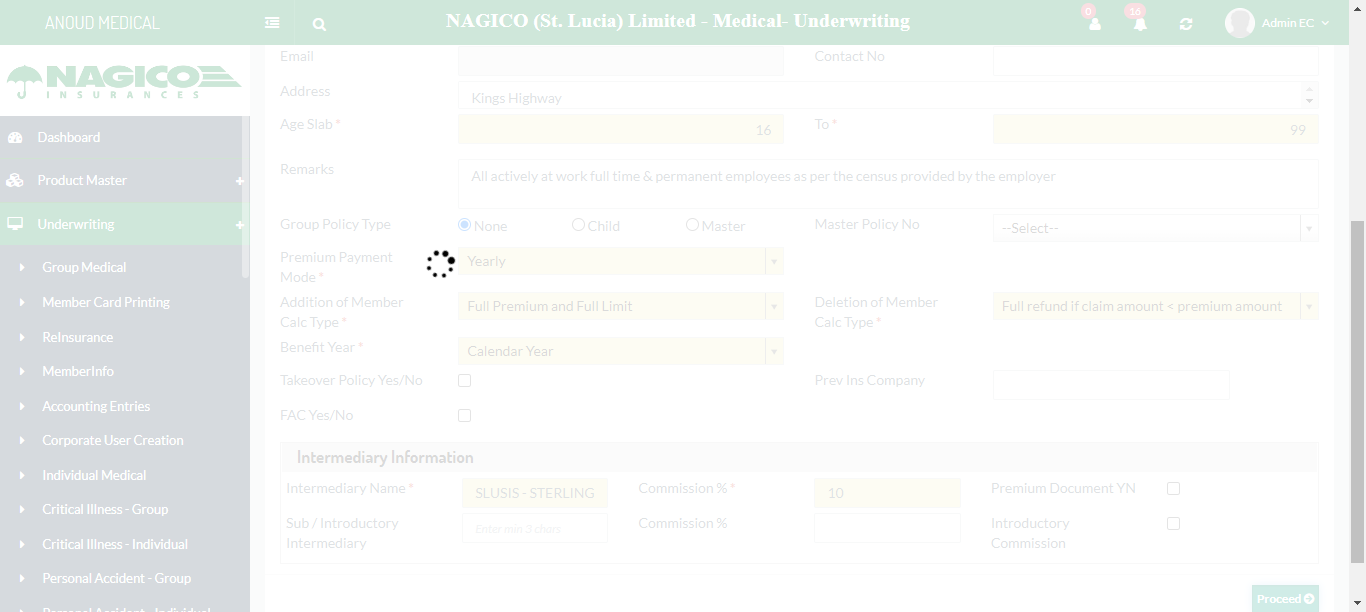 ANOUD MEDICAL
NAGICO (St. Lucia) Limited - Medical- Underwriting
0
16
Admin EC
NAGICO
INSURANCES
Dashboard
Product Master
Underwriting
Group Medical
Member Card Printing
ReInsurance
MemberInfo
Accounting Entries
Corporate User Creation
Individual Medical
Critical Illness - Group
Critical Illness - Individual
Personal Accident - Group
Personal Accident - Individual
Email
Contact No
Address
Kings Highway
Age Slab *
16
To *
99
Remarks
All actively at work full time & permanent employees as per the census provided by the employer
Group Policy Type
None
Child
Master
Master Policy No
--Select--
Premium Payment
Mode *
Yearly
Addition of Member
Calc Type *
Full Premium and Full Limit
Deletion of Member
Calc Type *
Full refund if claim amount < premium amount
Benefit Year *
Calendar Year
Takeover Policy Yes/No
Prev Ins Company
FAC Yes/No
Intermediary Information
Intermediary Name *
SLUSIS - STERLING
Commission % *
10
Premium Document YN
Sub / Introductory
Intermediary
Enter min 3 chars
Commission %
Introductory
Commission
Proceed